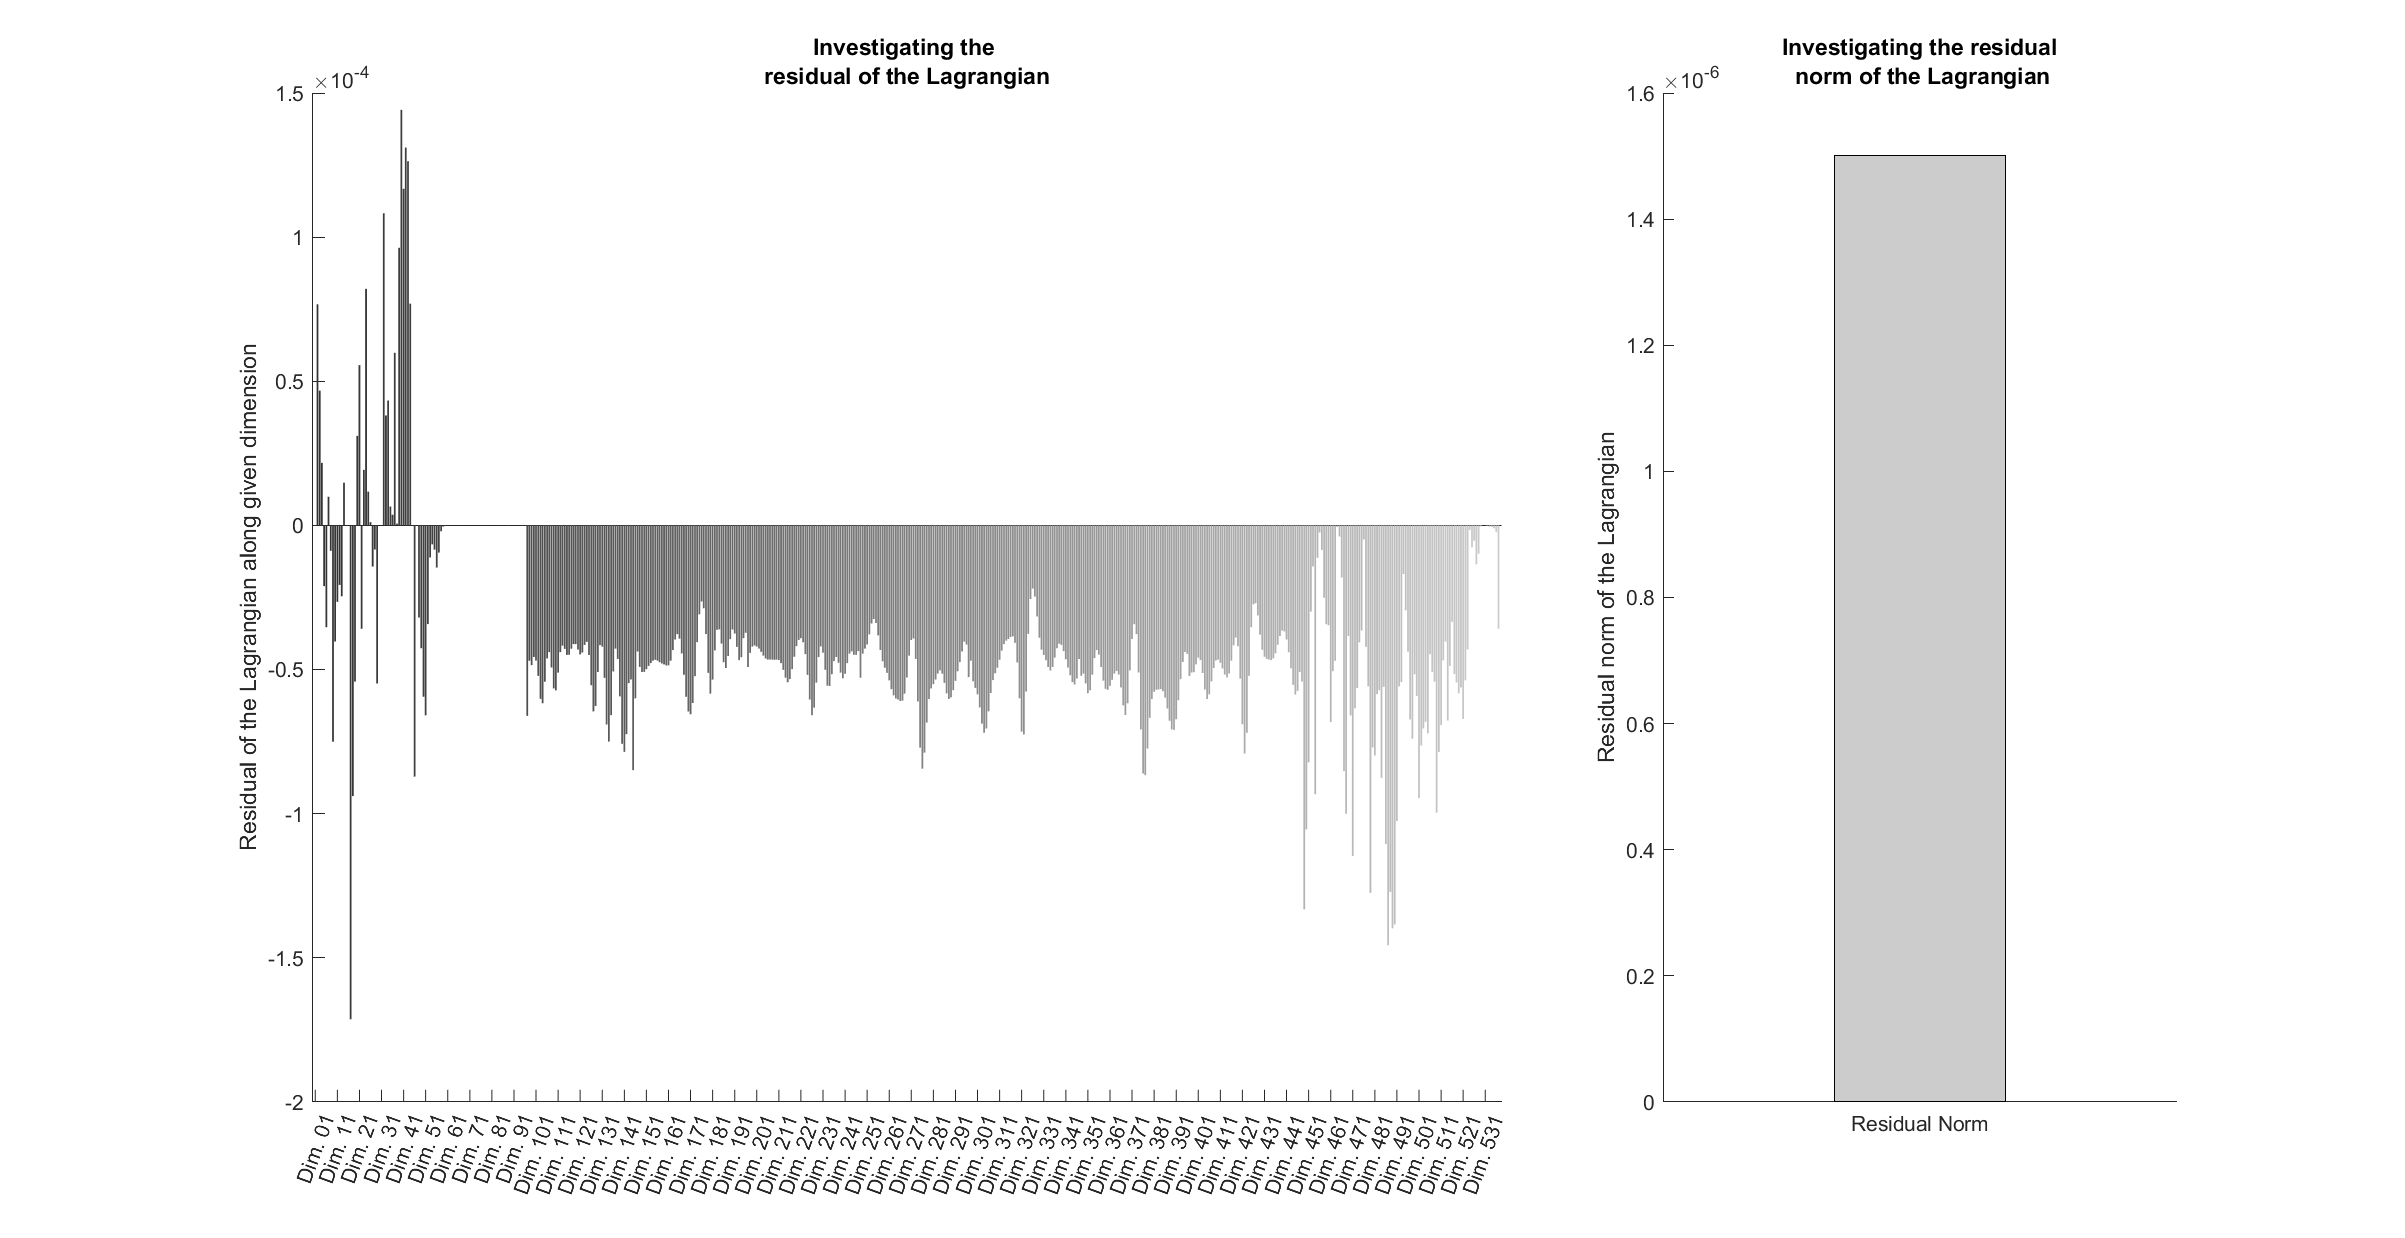 Investigating the
residual of the Lagrangian
×10-4
1.5
1
0.5
0
-0.5
-1
-1.5
-2
Residual of the Lagrangian along given dimension
Dim. 01
Dim. 11
Dim. 21
Dim. 31
Dim. 41
Dim. 51
Dim. 61
Dim. 71
Dim. 81
Dim. 91
Dim. 101
Dim. 111
Dim. 121
Dim. 131
Dim. 141
Dim. 151
Dim. 161
Dim. 171
Dim. 181
Dim. 191
Dim. 201
Dim. 211
Dim. 221
Dim. 231
Dim. 241
Dim. 251
Dim. 261
Dim. 271
Dim. 281
Dim. 291
Dim. 301
Dim. 311
Dim. 321
Dim. 331
Dim. 341
Dim. 351
Dim. 361
Dim. 371
Dim. 381
Dim. 391
Dim. 401
Dim. 411
Dim. 421
Dim. 431
Dim. 441
Dim. 451
Dim. 461
Dim. 471
Dim. 481
Dim. 491
Dim. 501
Dim. 511
Dim. 521
Dim. 531
Investigating the residual
norm of the Lagrangian
×10-6
1.6
1.4
1.2
1
0.8
0.6
0.4
0.2
0
Residual norm of the Lagrangian
Residual Norm